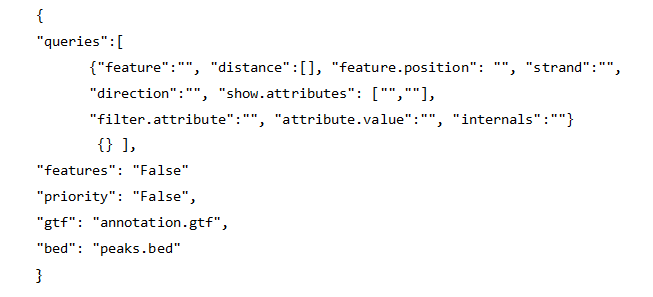 {
"queries":[
{"feature":"", "distance":[], "feature.position": "", "strand":"",
"direction":"", "show.attributes": ["",""],
"filter.attribute":"", "attribute.value":"", "internals":""}
{} ],
"features": "False"
"priority": "False",
"gtf": "annotation.gtf",
"bed": "peaks.bed"
}